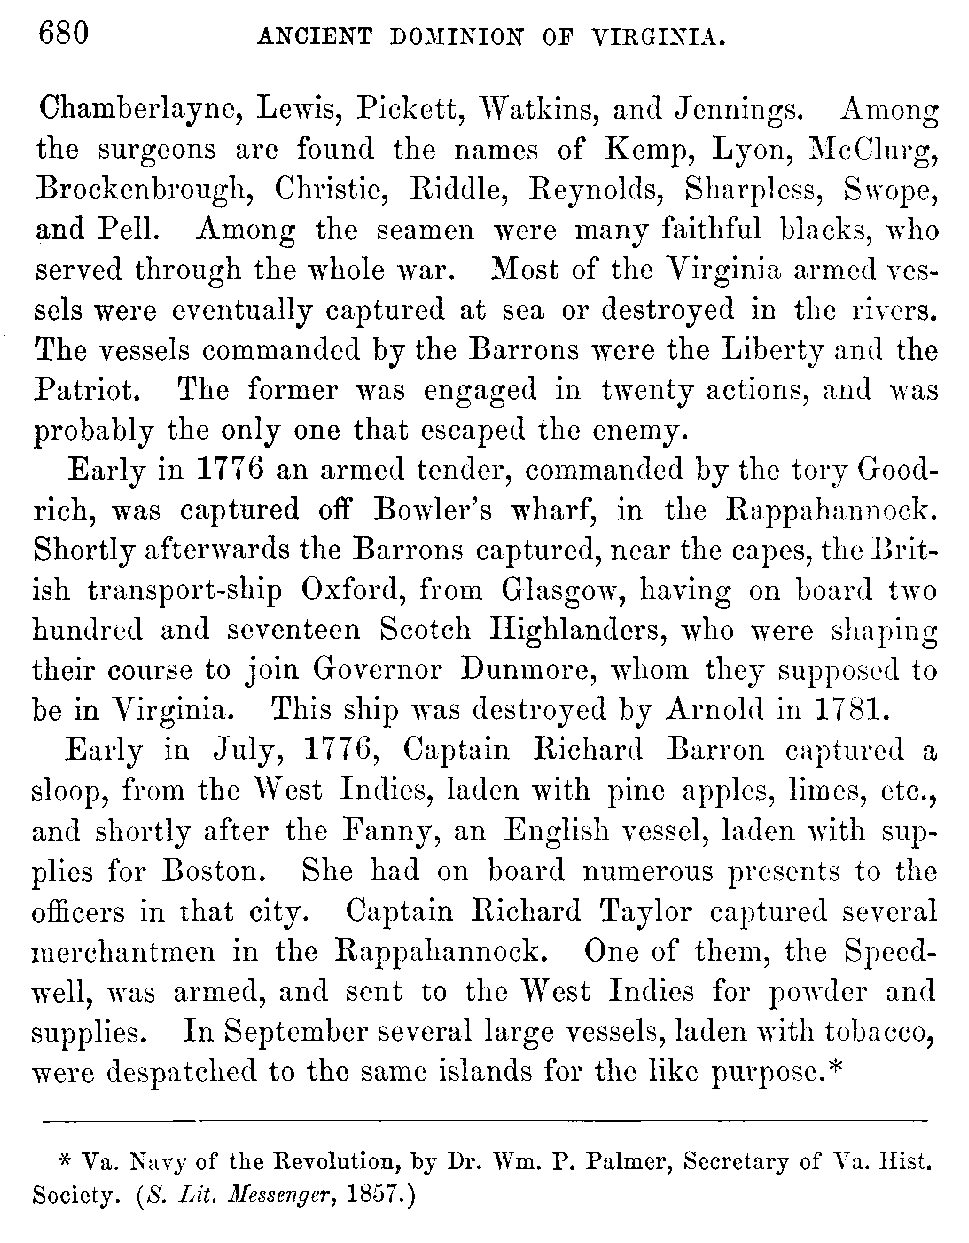 680 ANCIENT DOMINION OF VIRGINIA.
Chamberlayne, Lewis, Pickett, Watkins, and Jennings. Among
the surgeons are found the names of Kemp, Lyon, McClurg,
Brockenbrough, Christie, Riddle, Reynolds, Sharpless, Swope,
and Pell. Among the seamen were many faithful blacks, who
served through the whole war. Most of the Virginia armed ves-
sels were eventually captured at sea or destroyed in the rivers.
The vessels commanded by the Barrons were the Liberty and the
Patriot. The former was engaged in twenty actions, and was
probably the only one that escaped the enemy.
Early in 1776 an armed tender, commanded by the tory Good-
rich, was captured off Bowler's wharf, in the Rappahannock.
Shortly afterwards the Barrons captured, near the capes, the Brit-
ish transport-ship Oxford, from Glasgow, having on board two
hundred and seventeen Scotch Highlanders, who were shaping
their course to join Governor Dunmore, whom they supposed to
be in Virginia. This ship was destroyed by Arnold in 1781.
Early in July, 1776, Captain Richard Barron captured a
sloop, from the West Indies, laden with pine apples, limes, etc.,
and shortly after the Fanny, an English vessel, laden with sup-
plies for Boston. She had on board numerous presents to the
officers in that city. Captain Richard Taylor captured several
merchantmen in the Rappahannock. One of them, the Speed-
well, was armed, and sent to the West Indies for powder and
supplies. In September several large vessels, laden with tobacco,
were despatched to the same islands for the like purpose.*
* Va. Navy of the Revolution, by Dr. Wm. P. Palmer, Secretary of Va. Hist.
Society. (S. Lit. Messenger, 1857.)